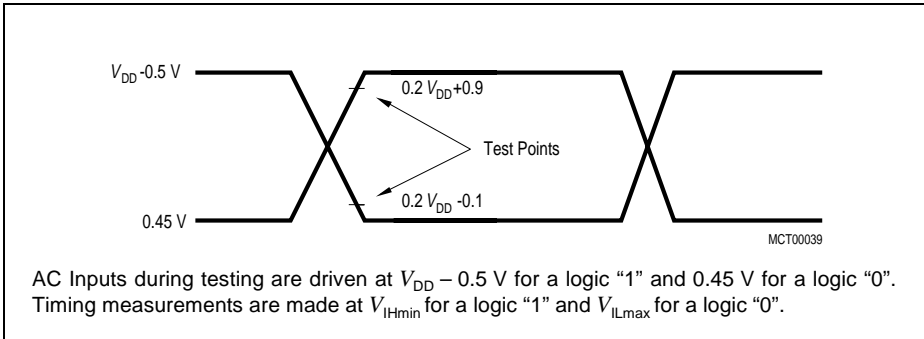 V_DD -0.5 V
0.2 V_DD+0.9
Test Points
0.2 V_DD -0.1
0.45 V
MCT00039
AC Inputs during testing are driven at V_DD – 0.5 V for a logic “1” and 0.45 V for a logic “0”.
Timing measurements are made at V_IHmin for a logic “1” and V_ILmax for a logic “0”.